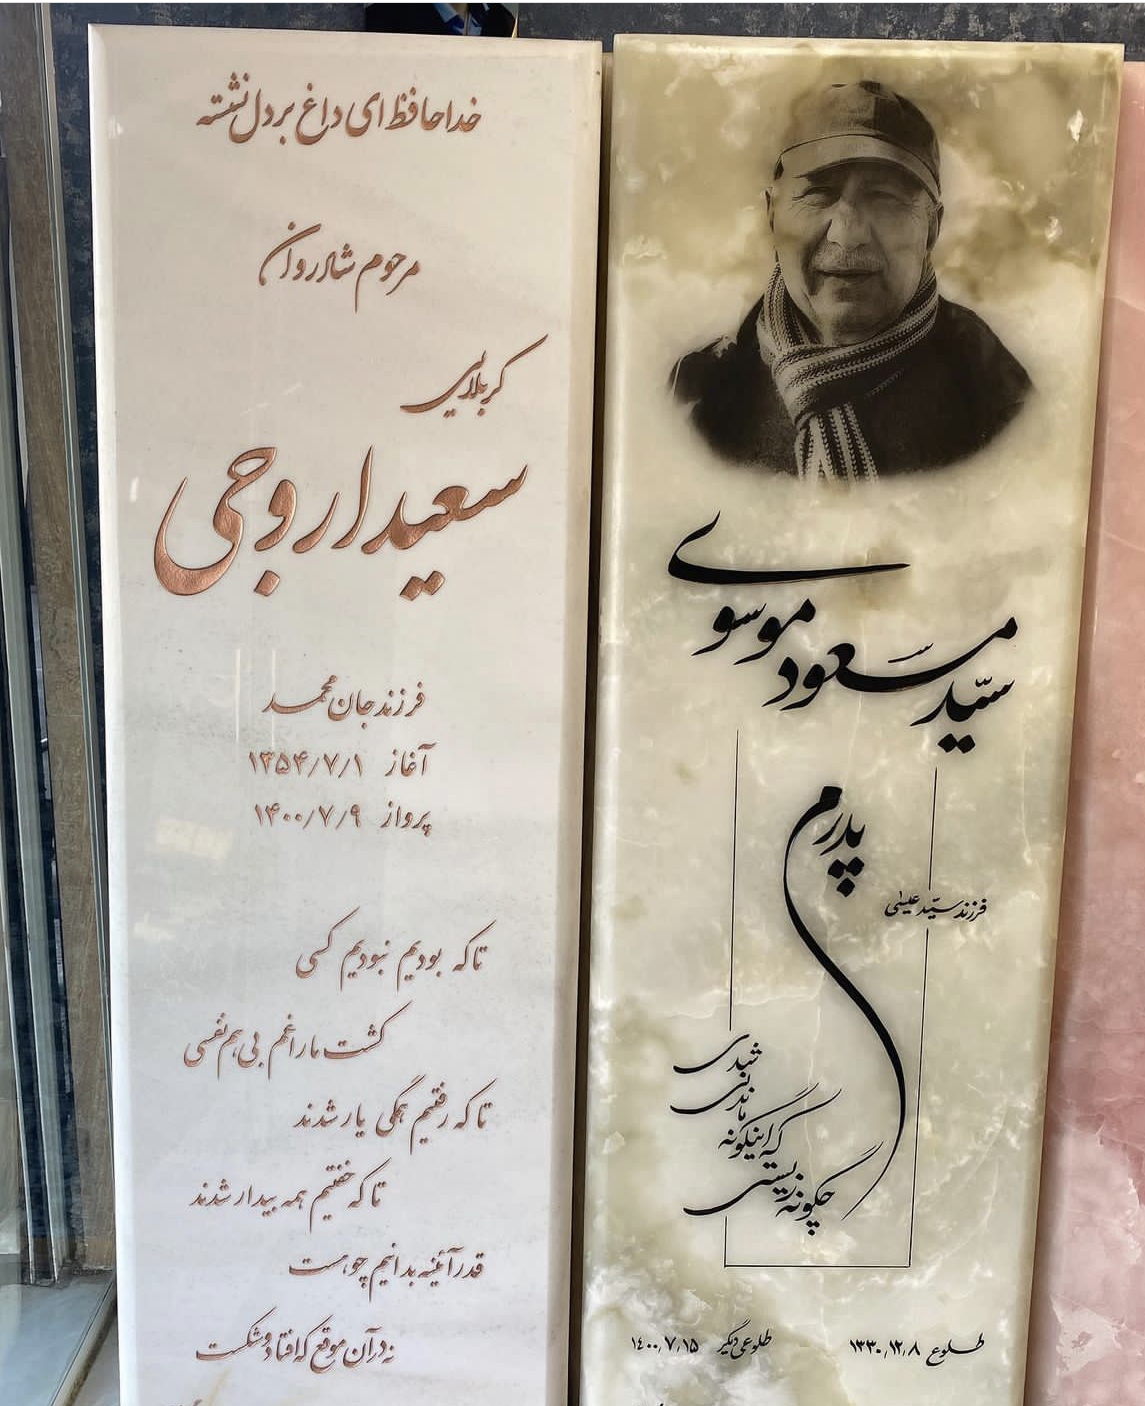 خداحافظ ای داغ بر دل نشسته
مرحوم شادروان
کربلایی
سعید اروجی
فرزند جان محمد
آغاز ۱۳۵۴/۷/۱
پرواز ۱۴۰۰/۷/۹
تا که بودیم نبودیم کسی
کشت ما را غم بی هم نفسی
تا که رفتیم همگی یار شدند
تا که خفتیم همه بیدار شدند
قدر آئینه بدانیم چو هست
نه در آن موقع که افتاد و شکست
سیّد مسعود موسوی
فرزند سیّد عیسی
پدرم
چگونه زیستی
که اینگونه
ماندنی
شدی
طلوع ۱۳۳۰,۱۲,۸
طلوعی دیگر ۱٤۰۰,۷,۱۵